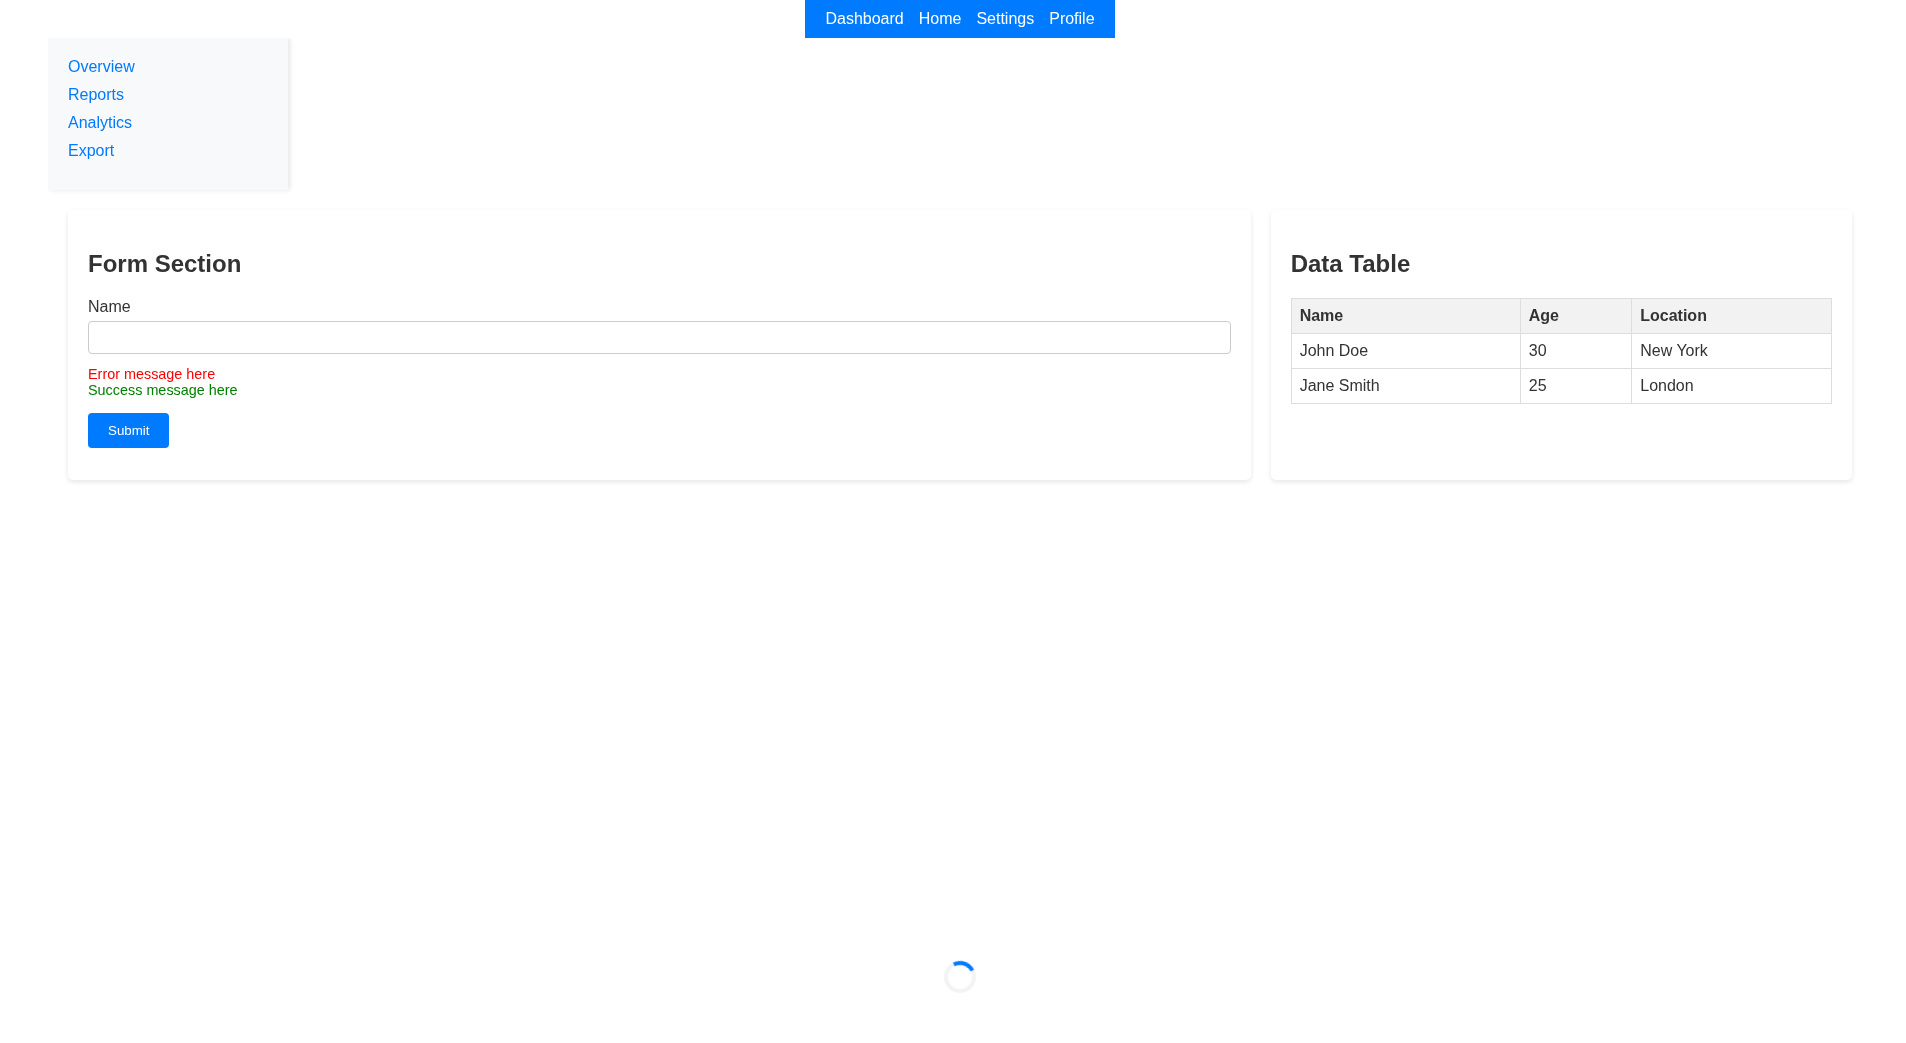 Dashboard Home Settings Profile
Overview
Reports
Analytics
Export
Form Section
Name
Error message here
Success message here
Submit
Data Table
Name Age Location
John Doe 30 New York
Jane Smith 25 London